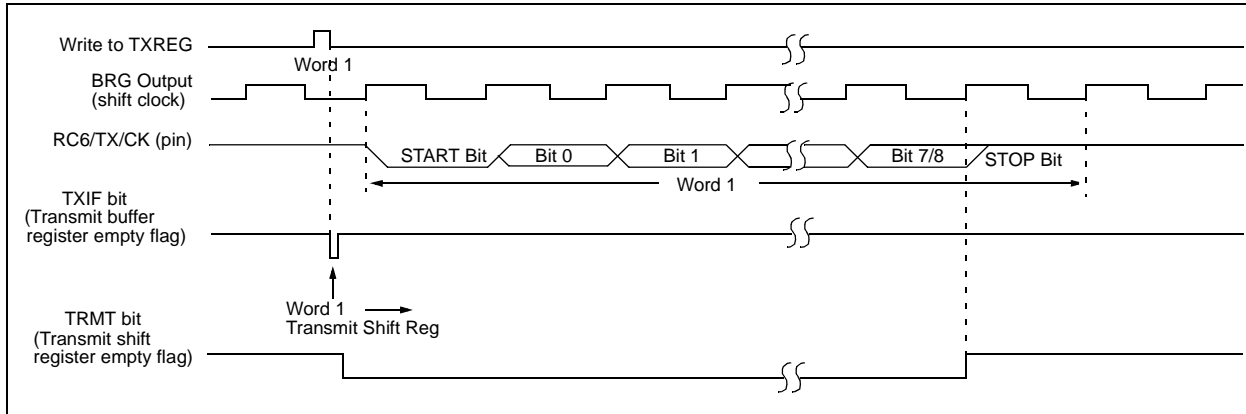 Write to TXREG
Word 1
BRG Output
(shift clock)
RC6/TX/CK (pin)
START Bit
Bit 0
Bit 1
Bit 7/8
STOP Bit
Word 1
TXIF bit
(Transmit buffer
register empty flag)
Word 1
Transmit Shift Reg
TRMT bit
(Transmit shift
register empty flag)